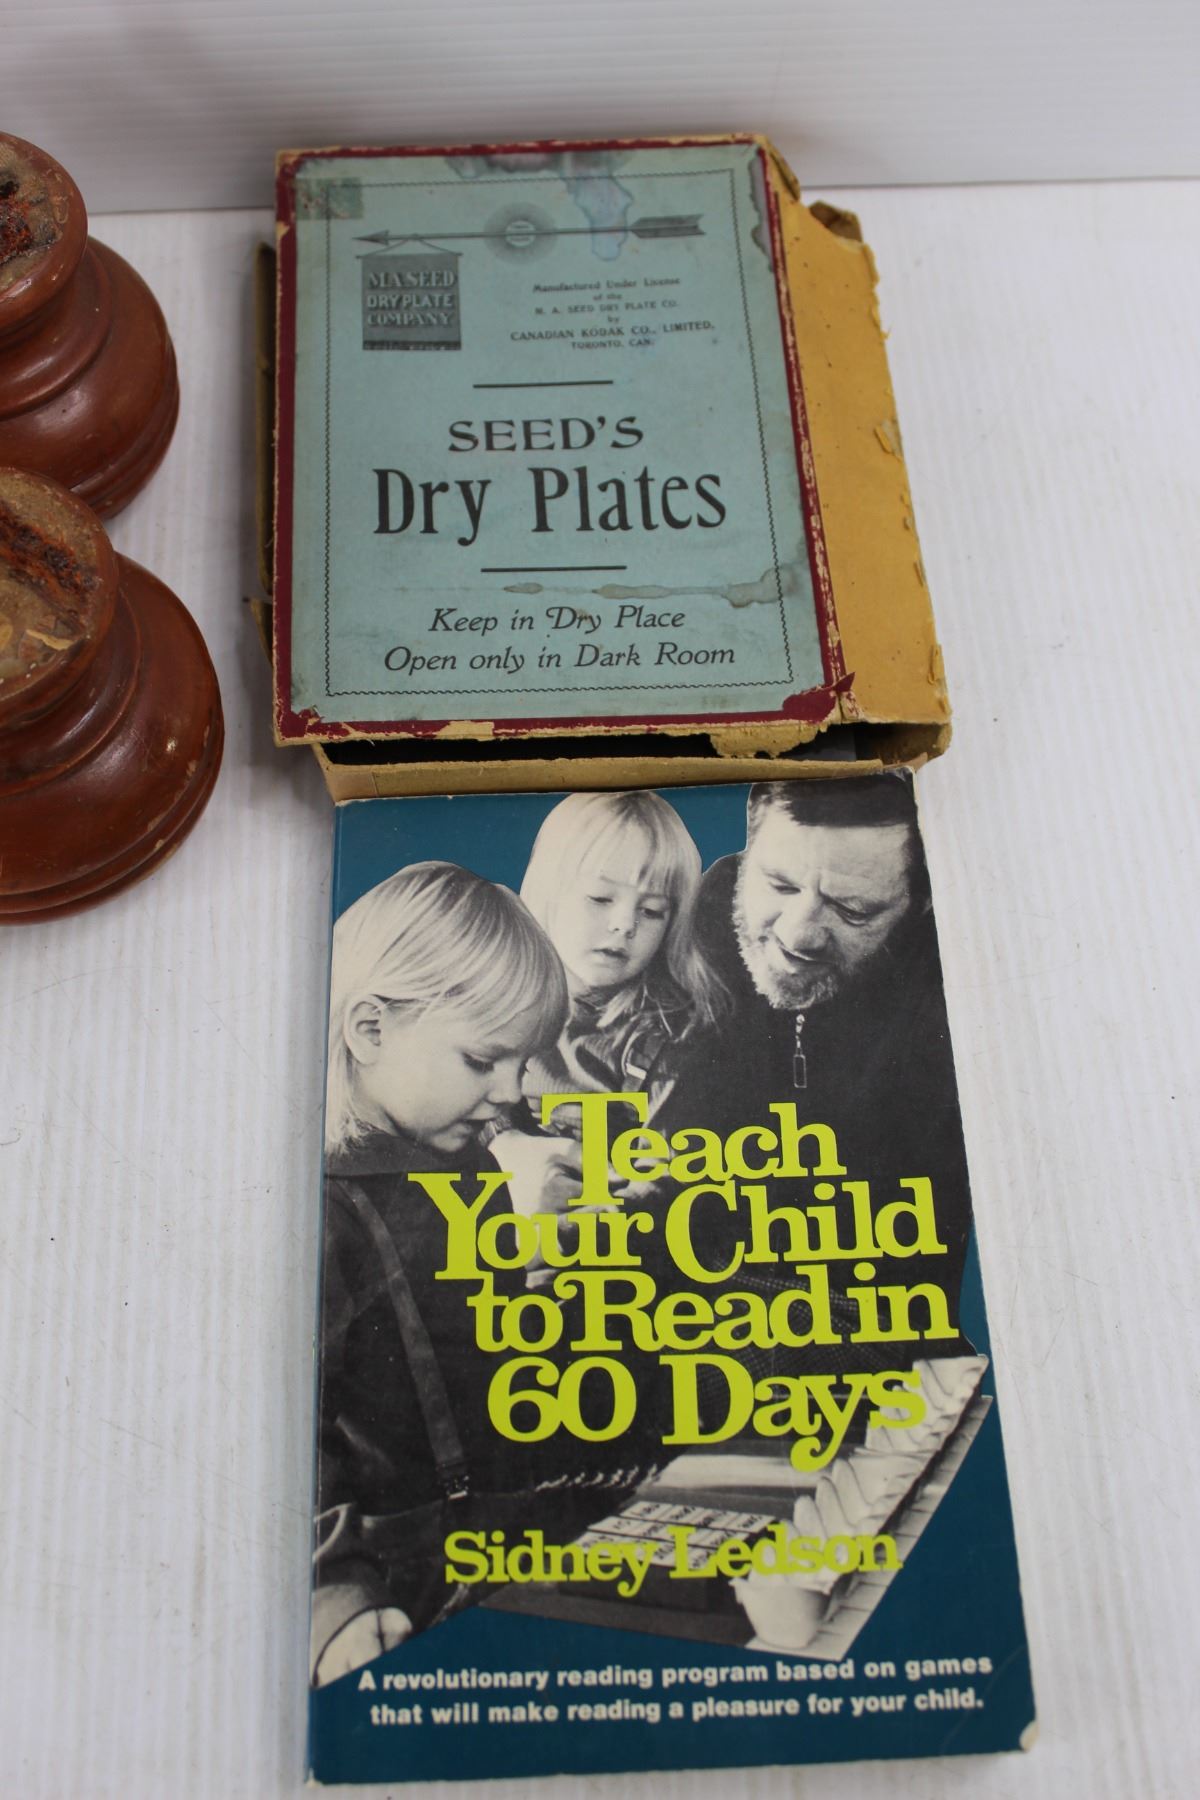 M.A. SEED
DRY PLATE
COMPANY
Manufactured Under License
of the
M. A. SEED DRY PLATE CO.
by
CANADIAN KODAK CO., LIMITED.
TORONTO, CAN.
SEED'S
Dry Plates
Keep in Dry Place
Open only in Dark Room
Teach
Your Child
to Read in
60 Days
Sidney Ledson
A revolutionary reading program based on games
that will make reading a pleasure for your child.